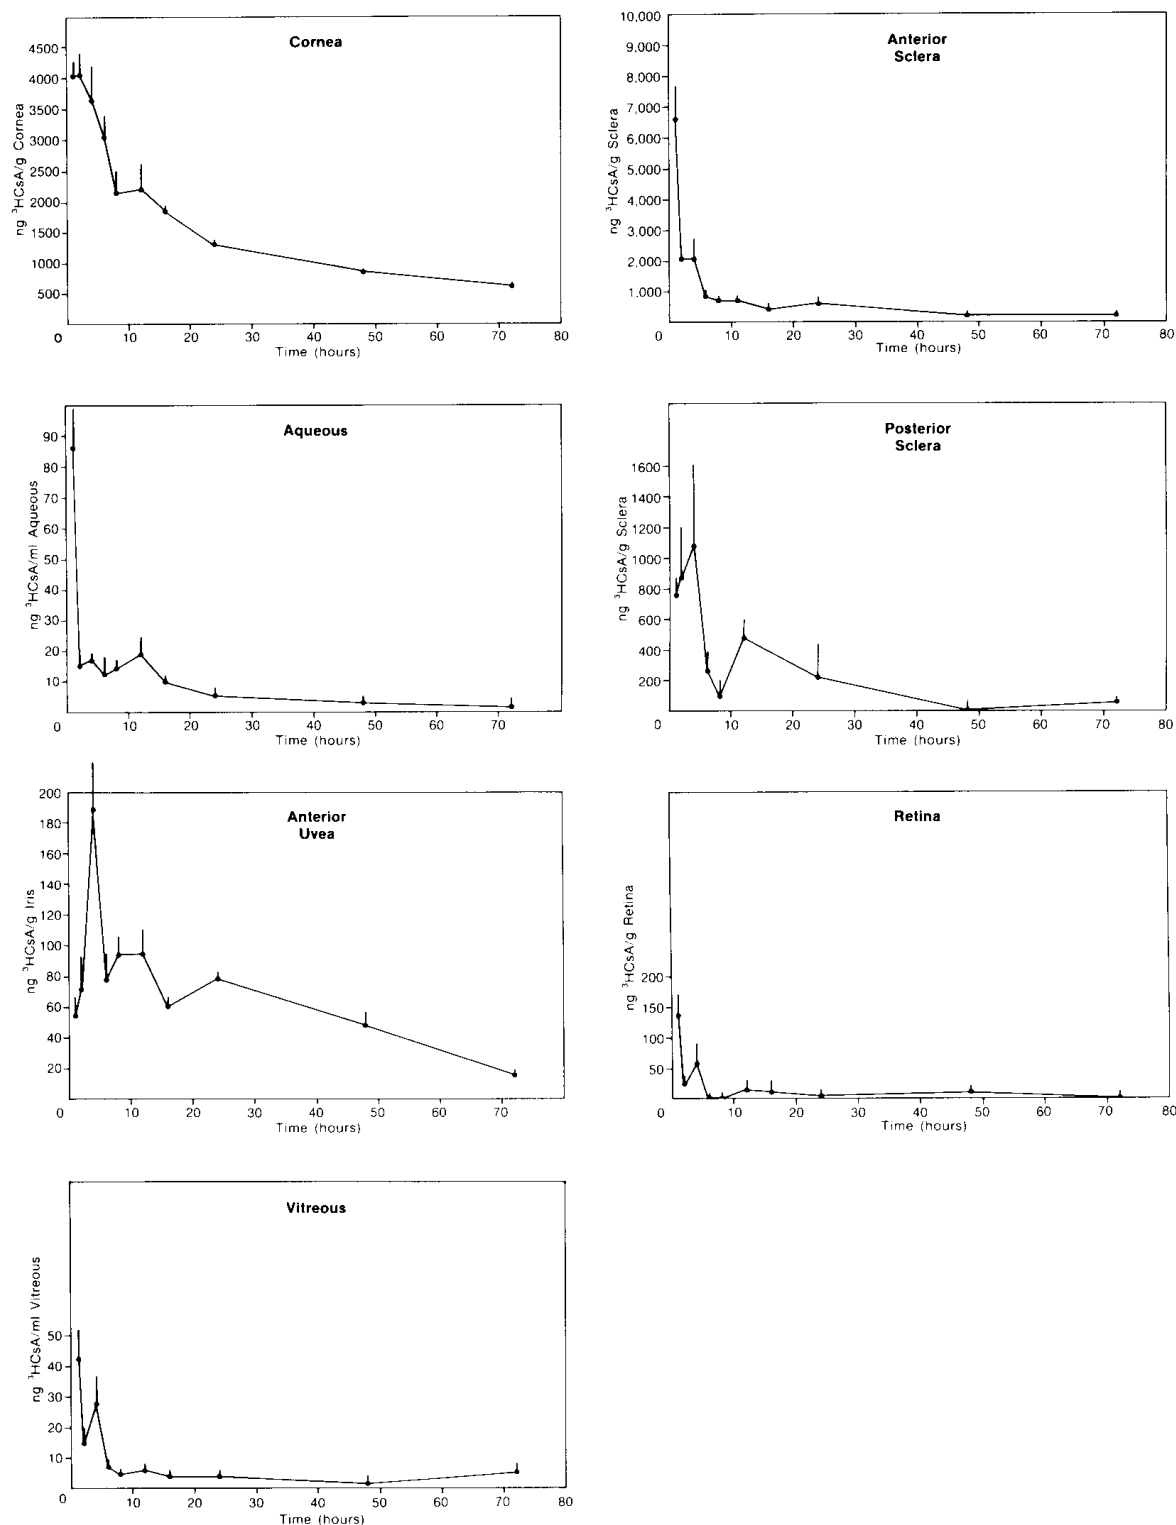 Cornea
4500
4000
3500
3000
2500
2000
1500
1000
500
ng ³HCsA/g Cornea
0 10 20 30 40 50 60 70 80
Time (hours)
Anterior
Sclera
10.000
9,000
8,000
7,000
6,000
5,000
4,000
3,000
2,000
1,000
ng ³HCsA/g Sclera
0 10 20 30 40 50 60 70 80
Time (hours)
Aqueous
90
80
70
60
50
40
30
20
10
ng ³HCsA/ml Aqueous
0 10 20 30 40 50 60 70 80
Time (hours)
Posterior
Sclera
1600
1400
1200
1000
800
600
400
200
ng ³HCsA/g Sclera
0 10 20 30 40 50 60 70 80
Time (hours)
Anterior
Uvea
200
180
160
140
120
100
80
60
40
20
ng ³HCsA/g Iris
0 10 20 30 40 50 60 70 80
Time (hours)
Retina
200
150
100
50
ng ³HCsA/g Retina
0 10 20 30 40 50 60 70 80
Time (hours)
Vitreous
50
40
30
20
10
ng ³HCsA/ml Vitreous
0 10 20 30 40 50 60 70 80
Time (hours)